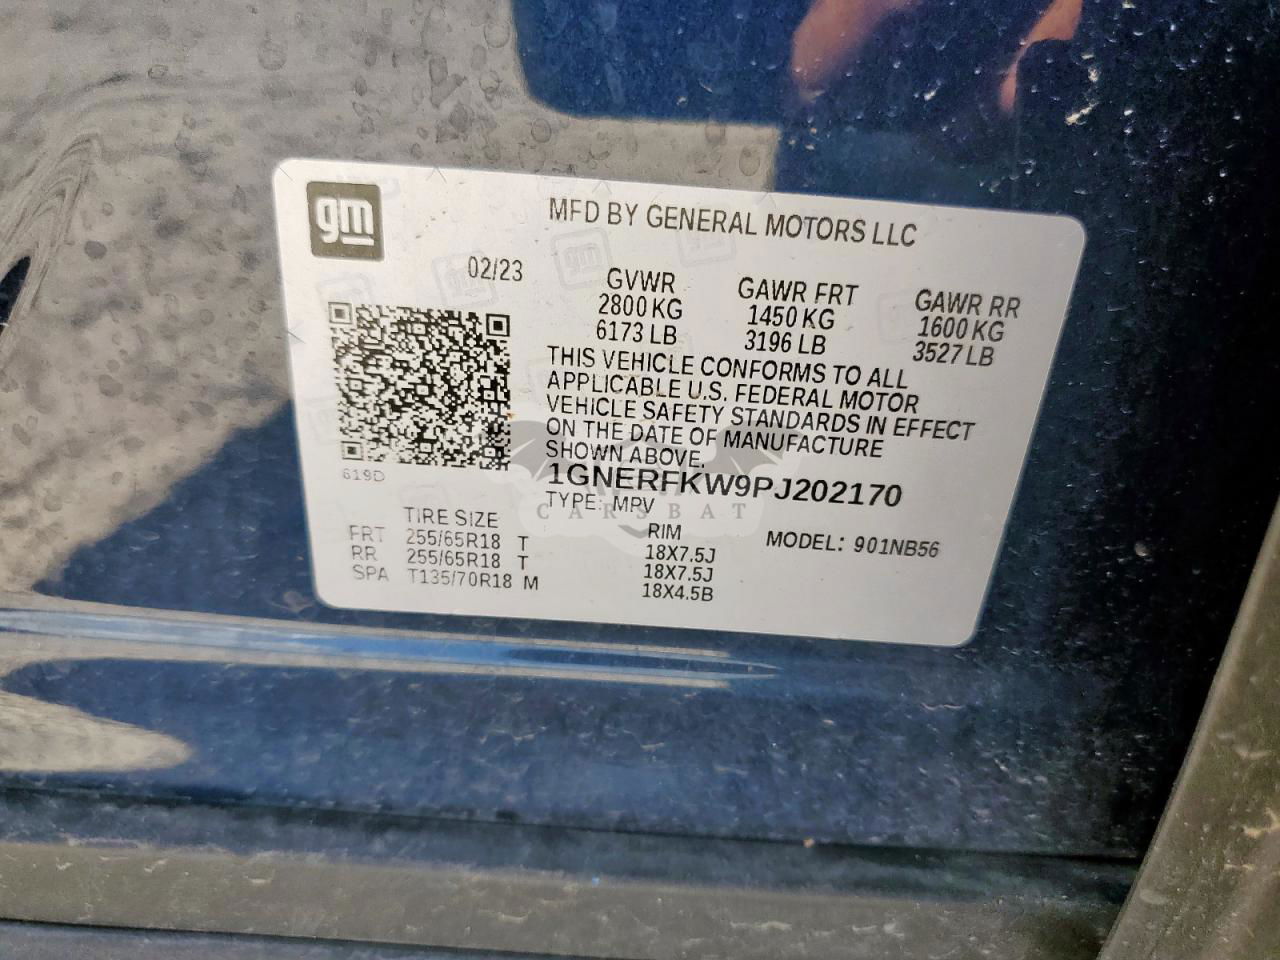 gm
MFD BY GENERAL MOTORS LLC
02/23
GVWR GAWR FRT GAWR RR
2800 KG 1450 KG 1600 KG
6173 LB 3196 LB 3527 LB
THIS VEHICLE CONFORMS TO ALL
APPLICABLE U.S. FEDERAL MOTOR
VEHICLE SAFETY STANDARDS IN EFFECT
ON THE DATE OF MANUFACTURE
SHOWN ABOVE.
619D
1GNERFKW9PJ202170
TYPE: MPV
CARSBAT
TIRE SIZE RIM MODEL: 901NB56
FRT 255/65R18 T 18X7.5J
RR 255/65R18 T 18X7.5J
SPA T135/70R18 M 18X4.5B